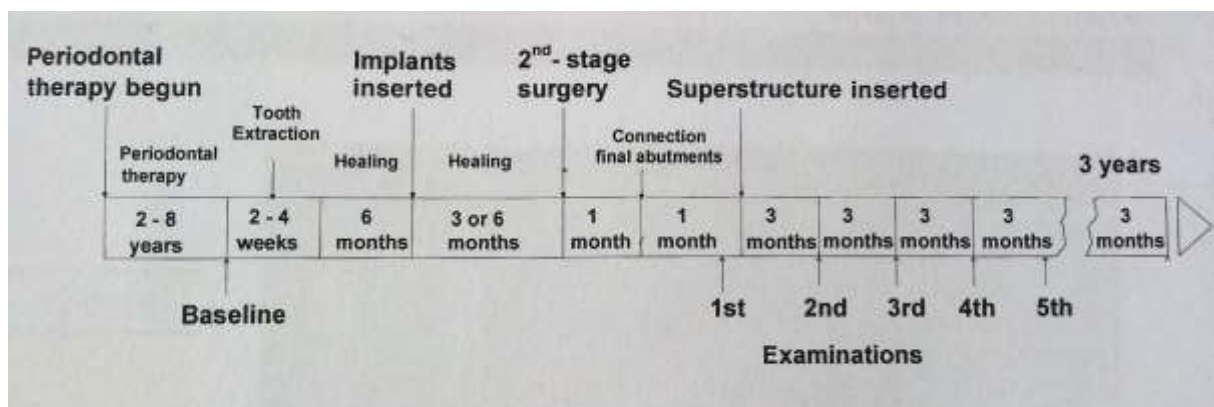 Periodontal
therapy begun
Implants
inserted
2nd- stage
surgery
Superstructure inserted
Tooth
Extraction
Periodontal
therapy
Healing
Healing
Connection
final abutments
3 years
2 - 8
years
2 - 4
weeks
6
months
3 or 6
months
1
month
1
month
3
months
3
months
3
months
3
months
3
months
Baseline
1st
2nd
3rd
4th
5th
Examinations